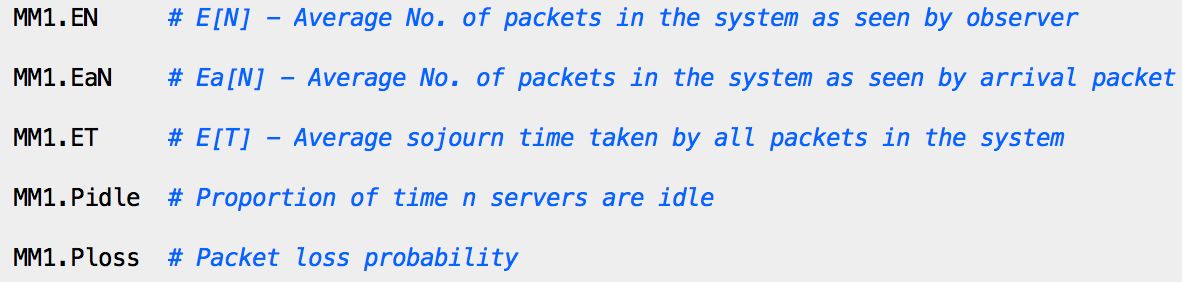 MM1.EN # E[N] – Average No. of packets in the system as seen by observer
MM1.EaN # Ea[N] – Average No. of packets in the system as seen by arrival packet
MM1.ET # E[T] – Average sojourn time taken by all packets in the system
MM1.Pidle # Proportion of time n servers are idle
MM1.Ploss # Packet loss probability